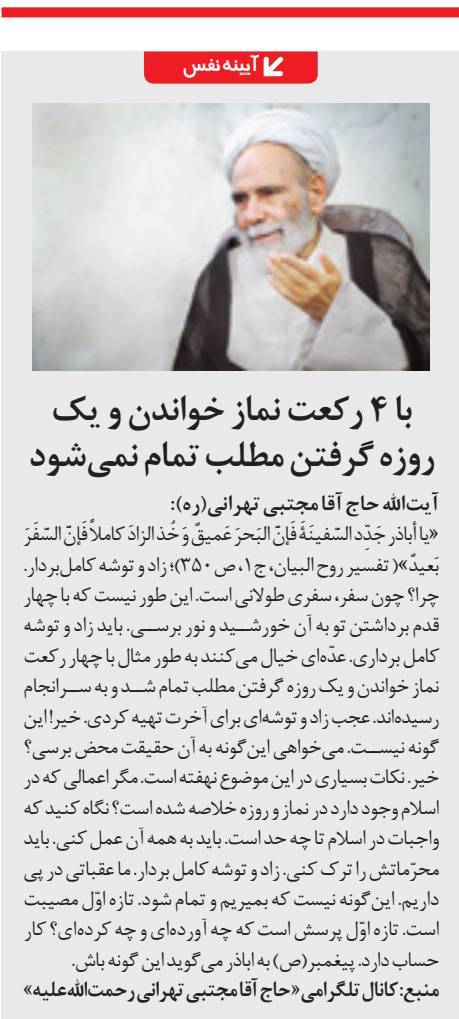 آیینه نفس
با ۴ رکعت نماز خواندن و یک
روزه گرفتن مطلب تمام نمی‌شود
آیت‌الله حاج آقا مجتبی تهرانی(ره):
«یا أباذر جَدِّد السّفینَةَ فَإنّ البَحرَ عَمیقٌ وَ خُذ الزادَ کاملاً فَإنّ السَّفَرَ
بَعیدٌ»( تفسیر روح البیان، ج ۱، ص ۳۵۰)؛ زاد و توشه کامل بردار.
چرا؟ چون سفر، سفری طولانی است. این طور نیست که با چهار
قدم برداشتن تو به آن خورشید و نور برسی. باید زاد و توشه
کامل برداری. عدّه‌ای خیال می‌کنند به طور مثال با چهار رکعت
نماز خواندن و یک روزه گرفتن مطلب تمام شد و به سرانجام
رسیده‌اند. عجب زاد و توشه‌ای برای آخرت تهیه کردی. خیر! این
گونه نیست. می‌خواهی این‌گونه به آن حقیقت محض برسی؟
خیر. نکات بسیاری در این موضوع نهفته است. مگر اعمالی که در
اسلام وجود دارد در نماز و روزه خلاصه شده است؟ نگاه کنید که
واجبات در اسلام تا چه حد است. باید به همه آن عمل کنی. باید
محرّماتش را ترک کنی. زاد و توشه کامل بردار. ما عقباتی در پی
داریم. این گونه نیست که بمیریم و تمام شود. تازه اوّل مصیبت
است. تازه اوّل پرسش است که چه آورده‌ای و چه کرده‌ای؟ کار
حساب دارد. پیغمبر(ص) به اباذر می‌گوید این گونه باش.
منبع: کانال تلگرامی «حاج آقا مجتبی تهرانی رحمت‌الله‌علیه»